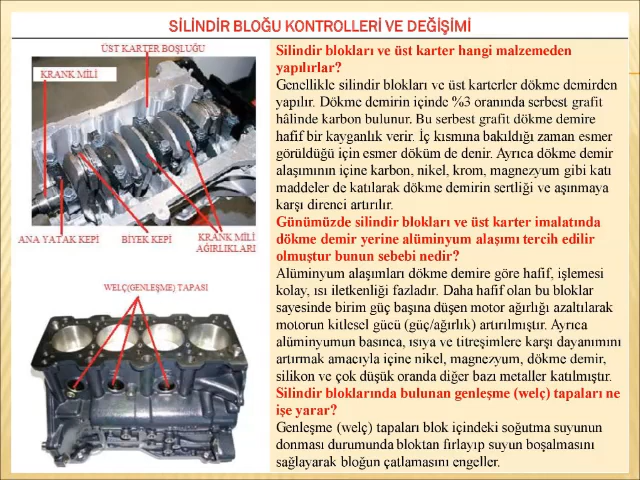 SİLİNDİR BLOĞU KONTROLLERİ VE DEĞİŞİMİ
ÜST KARTER BOŞLUĞU
KRANK MİLİ
ANA YATAK KEPİ
BİYEK KEPİ
KRANK MİLİ
AĞIRLIKLARI
WELÇ(GENLEŞME) TAPASI
Silindir blokları ve üst karter hangi malzemeden
yapılırlar?
Genellikle silindir blokları ve üst karterler dökme demirden
yapılır. Dökme demirin içinde %3 oranında serbest grafit
hâlinde karbon bulunur. Bu serbest grafit dökme demire
hafif bir kayganlık verir. İç kısmına bakıldığı zaman esmer
görüldüğü için esmer döküm de denir. Ayrıca dökme demir
alaşımının içine karbon, nikel, krom, magnezyum gibi katı
maddeler de katılarak dökme demirin sertliği ve aşınmaya
karşı direnci artırılır.
Günümüzde silindir blokları ve üst karter imalatında
dökme demir yerine alüminyum alaşımı tercih edilir
olmuştur bunun sebebi nedir?
Alüminyum alaşımları dökme demire göre hafif, işlemesi
kolay, ısı iletkenliği fazladır. Daha hafif olan bu bloklar
sayesinde birim güç başına düşen motor ağırlığı azaltılarak
motorun kitlesel gücü (güç/ağırlık) artırılmıştır. Ayrıca
alüminyumun basınca, ısıya ve titreşimlere karşı dayanımını
artırmak amacıyla içine nikel, magnezyum, dökme demir,
silikon ve çok düşük oranda diğer bazı metaller katılmıştır.
Silindir bloklarında bulunan genleşme (welç) tapaları ne
işe yarar?
Genleşme (welç) tapaları blok içindeki soğutma suyunun
donması durumunda bloktan fırlayıp suyun boşalmasını
sağlayarak bloğun çatlamasını engeller.